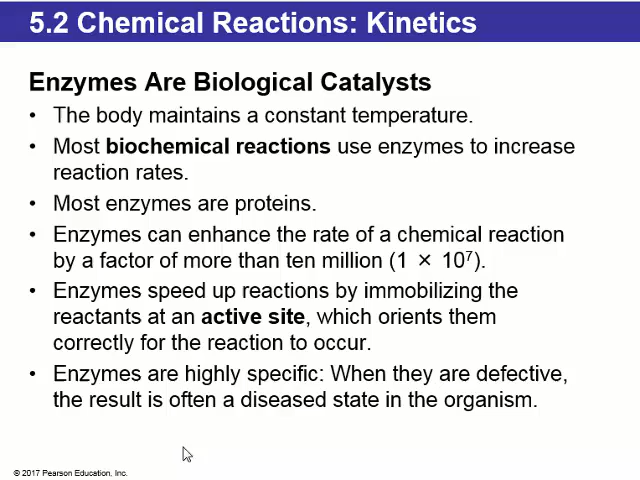 5.2 Chemical Reactions: Kinetics
Enzymes Are Biological Catalysts
• The body maintains a constant temperature.
• Most biochemical reactions use enzymes to increase
reaction rates.
• Most enzymes are proteins.
• Enzymes can enhance the rate of a chemical reaction
by a factor of more than ten million (1 × 10⁷).
• Enzymes speed up reactions by immobilizing the
reactants at an active site, which orients them
correctly for the reaction to occur.
• Enzymes are highly specific: When they are defective,
the result is often a diseased state in the organism.
© 2017 Pearson Education, Inc.